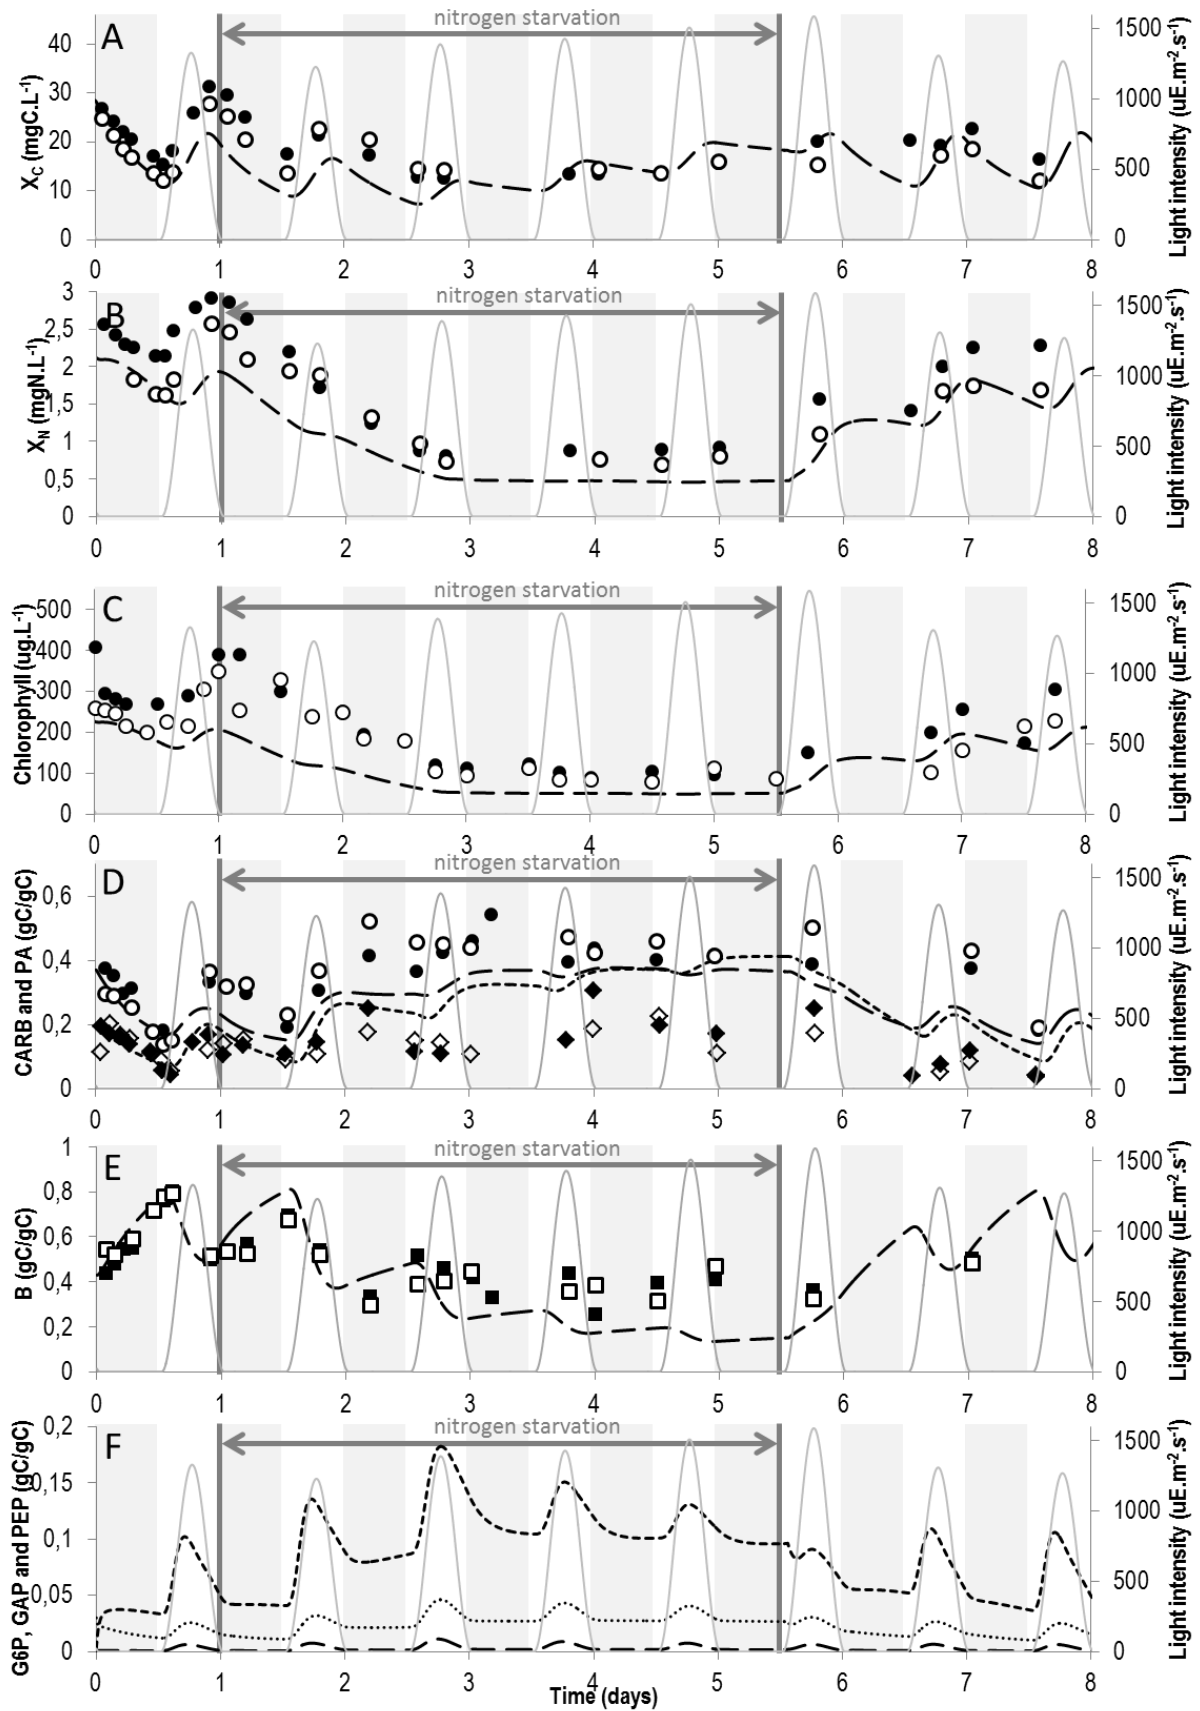 A
nitrogen starvation
X_C (mgC.L⁻¹)
40
30
20
10
0
1500
1000
500
0
Light intensity (uE.m⁻².s⁻¹)
0 1 2 3 4 5 6 7 8
B
nitrogen starvation
X_N (mgN.L⁻¹)
3
2,5
2
1,5
1
0,5
0
1500
1000
500
0
Light intensity (uE.m⁻².s⁻¹)
0 1 2 3 4 5 6 7 8
C
nitrogen starvation
Chlorophyll (ug.L⁻¹)
500
400
300
200
100
0
1500
1000
500
0
Light intensity (uE.m⁻².s⁻¹)
0 1 2 3 4 5 6 7 8
D
nitrogen starvation
CARB and PA (gC/gC)
0,6
0,4
0,2
0
1500
1000
500
0
Light intensity (uE.m⁻².s⁻¹)
0 1 2 3 4 5 6 7 8
E
nitrogen starvation
B (gC/gC)
1
0,8
0,6
0,4
0,2
0
1500
1000
500
0
Light intensity (uE.m⁻².s⁻¹)
0 1 2 3 4 5 6 7 8
F
nitrogen starvation
G6P, GAP and PEP (gC/gC)
0,2
0,15
0,1
0,05
0
1500
1000
500
0
Light intensity (uE.m⁻².s⁻¹)
0 1 2 3 4 5 6 7 8
Time (days)